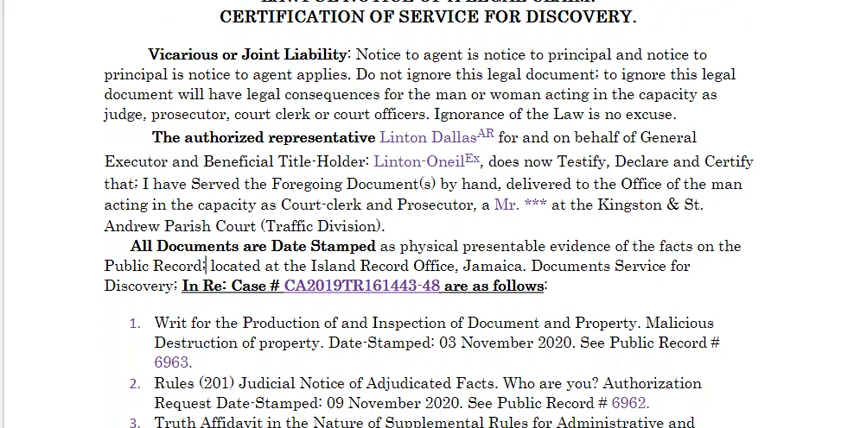 LAWFUL NOTICE OF A LEGAL CLAIM.
CERTIFICATION OF SERVICE FOR DISCOVERY.
Vicarious or Joint Liability: Notice to agent is notice to principal and notice to
principal is notice to agent applies. Do not ignore this legal document; to ignore this legal
document will have legal consequences for the man or woman acting in the capacity as
judge, prosecutor, court clerk or court officers. Ignorance of the Law is no excuse.
The authorized representative Linton Dallas^AR for and on behalf of General
Executor and Beneficial Title-Holder: Linton-Oneil^Ex, does now Testify, Declare and Certify
that; I have Served the Foregoing Document(s) by hand, delivered to the Office of the man
acting in the capacity as Court-clerk and Prosecutor, a Mr. *** at the Kingston & St.
Andrew Parish Court (Traffic Division).
All Documents are Date Stamped as physical presentable evidence of the facts on the
Public Record; located at the Island Record Office, Jamaica. Documents Service for
Discovery; In Re: Case # CA2019TR161443-48 are as follows:
1. Writ for the Production of and Inspection of Document and Property. Malicious
Destruction of property. Date-Stamped: 03 November 2020. See Public Record #
6963.
2. Rules (201) Judicial Notice of Adjudicated Facts. Who are you? Authorization
Request Date-Stamped: 09 November 2020. See Public Record # 6962.
3. Truth Affidavit in the Nature of Supplemental Rules for Administrative and